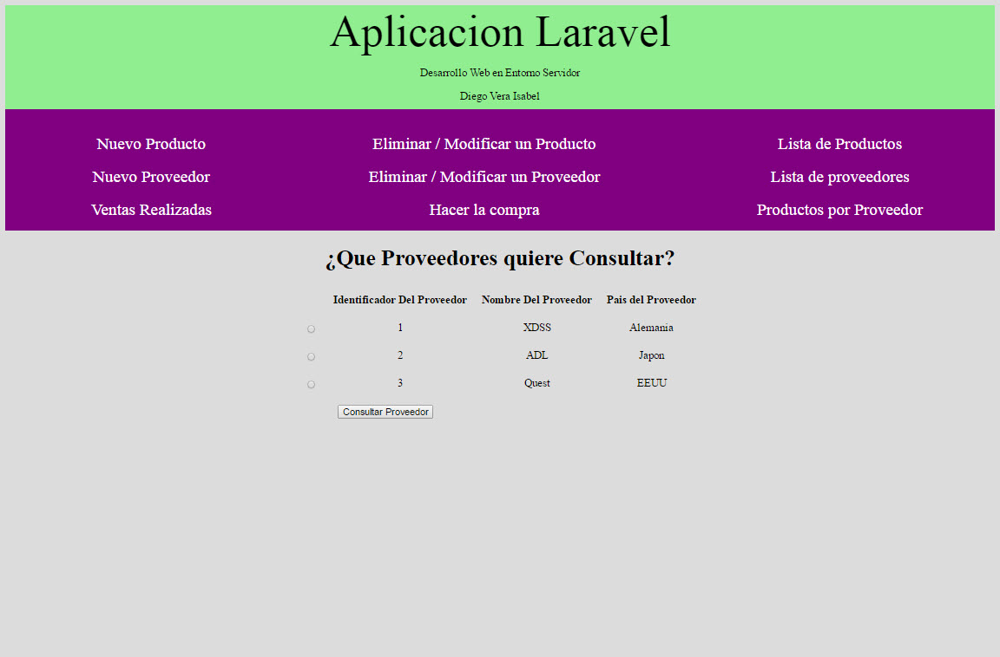 Aplicacion Laravel
Desarrollo Web en Entorno Servidor
Diego Vera Isabel
Nuevo Producto Eliminar / Modificar un Producto Lista de Productos
Nuevo Proveedor Eliminar / Modificar un Proveedor Lista de proveedores
Ventas Realizadas Hacer la compra Productos por Proveedor
¿Que Proveedores quiere Consultar?
Identificador Del Proveedor Nombre Del Proveedor Pais del Proveedor
1 XDSS Alemania
2 ADL Japon
3 Quest EEUU
Consultar Proveedor